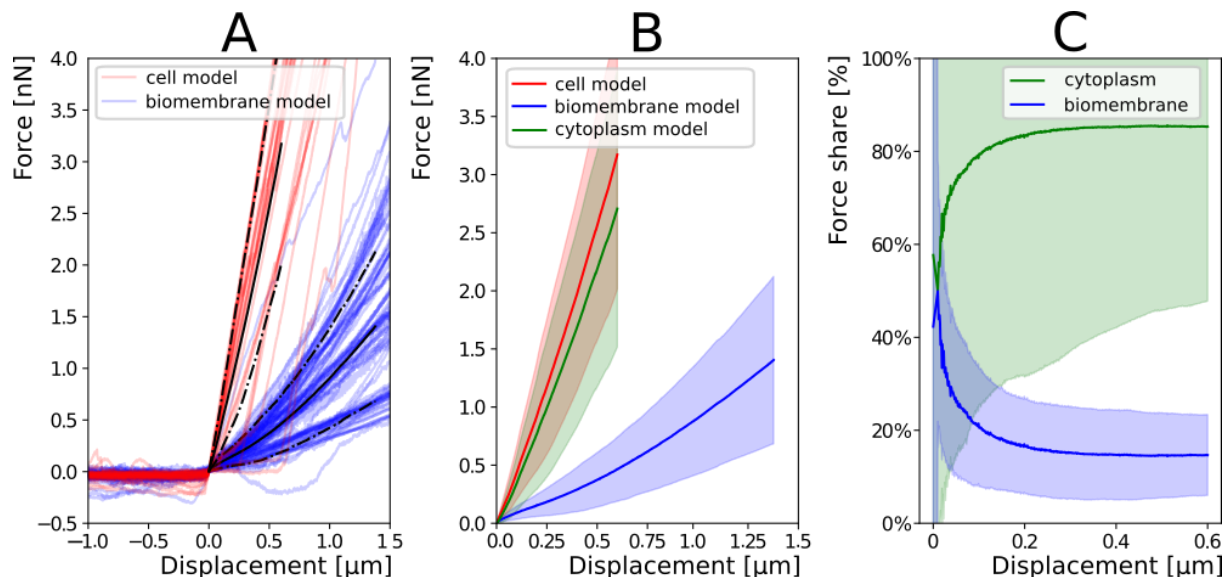 A
Force [nN]
4.0
3.5
3.0
2.5
2.0
1.5
1.0
0.5
0.0
−0.5
cell model
biomembrane model
−1.0 −0.5 0.0 0.5 1.0 1.5
Displacement [µm]
B
Force [nN]
4.0
3.5
3.0
2.5
2.0
1.5
1.0
0.5
0.0
cell model
biomembrane model
cytoplasm model
0.00 0.25 0.50 0.75 1.00 1.25 1.5
Displacement [µm]
C
Force share [%]
100%
80%
60%
40%
20%
0%
cytoplasm
biomembrane
0 0.2 0.4 0.6
Displacement [µm]